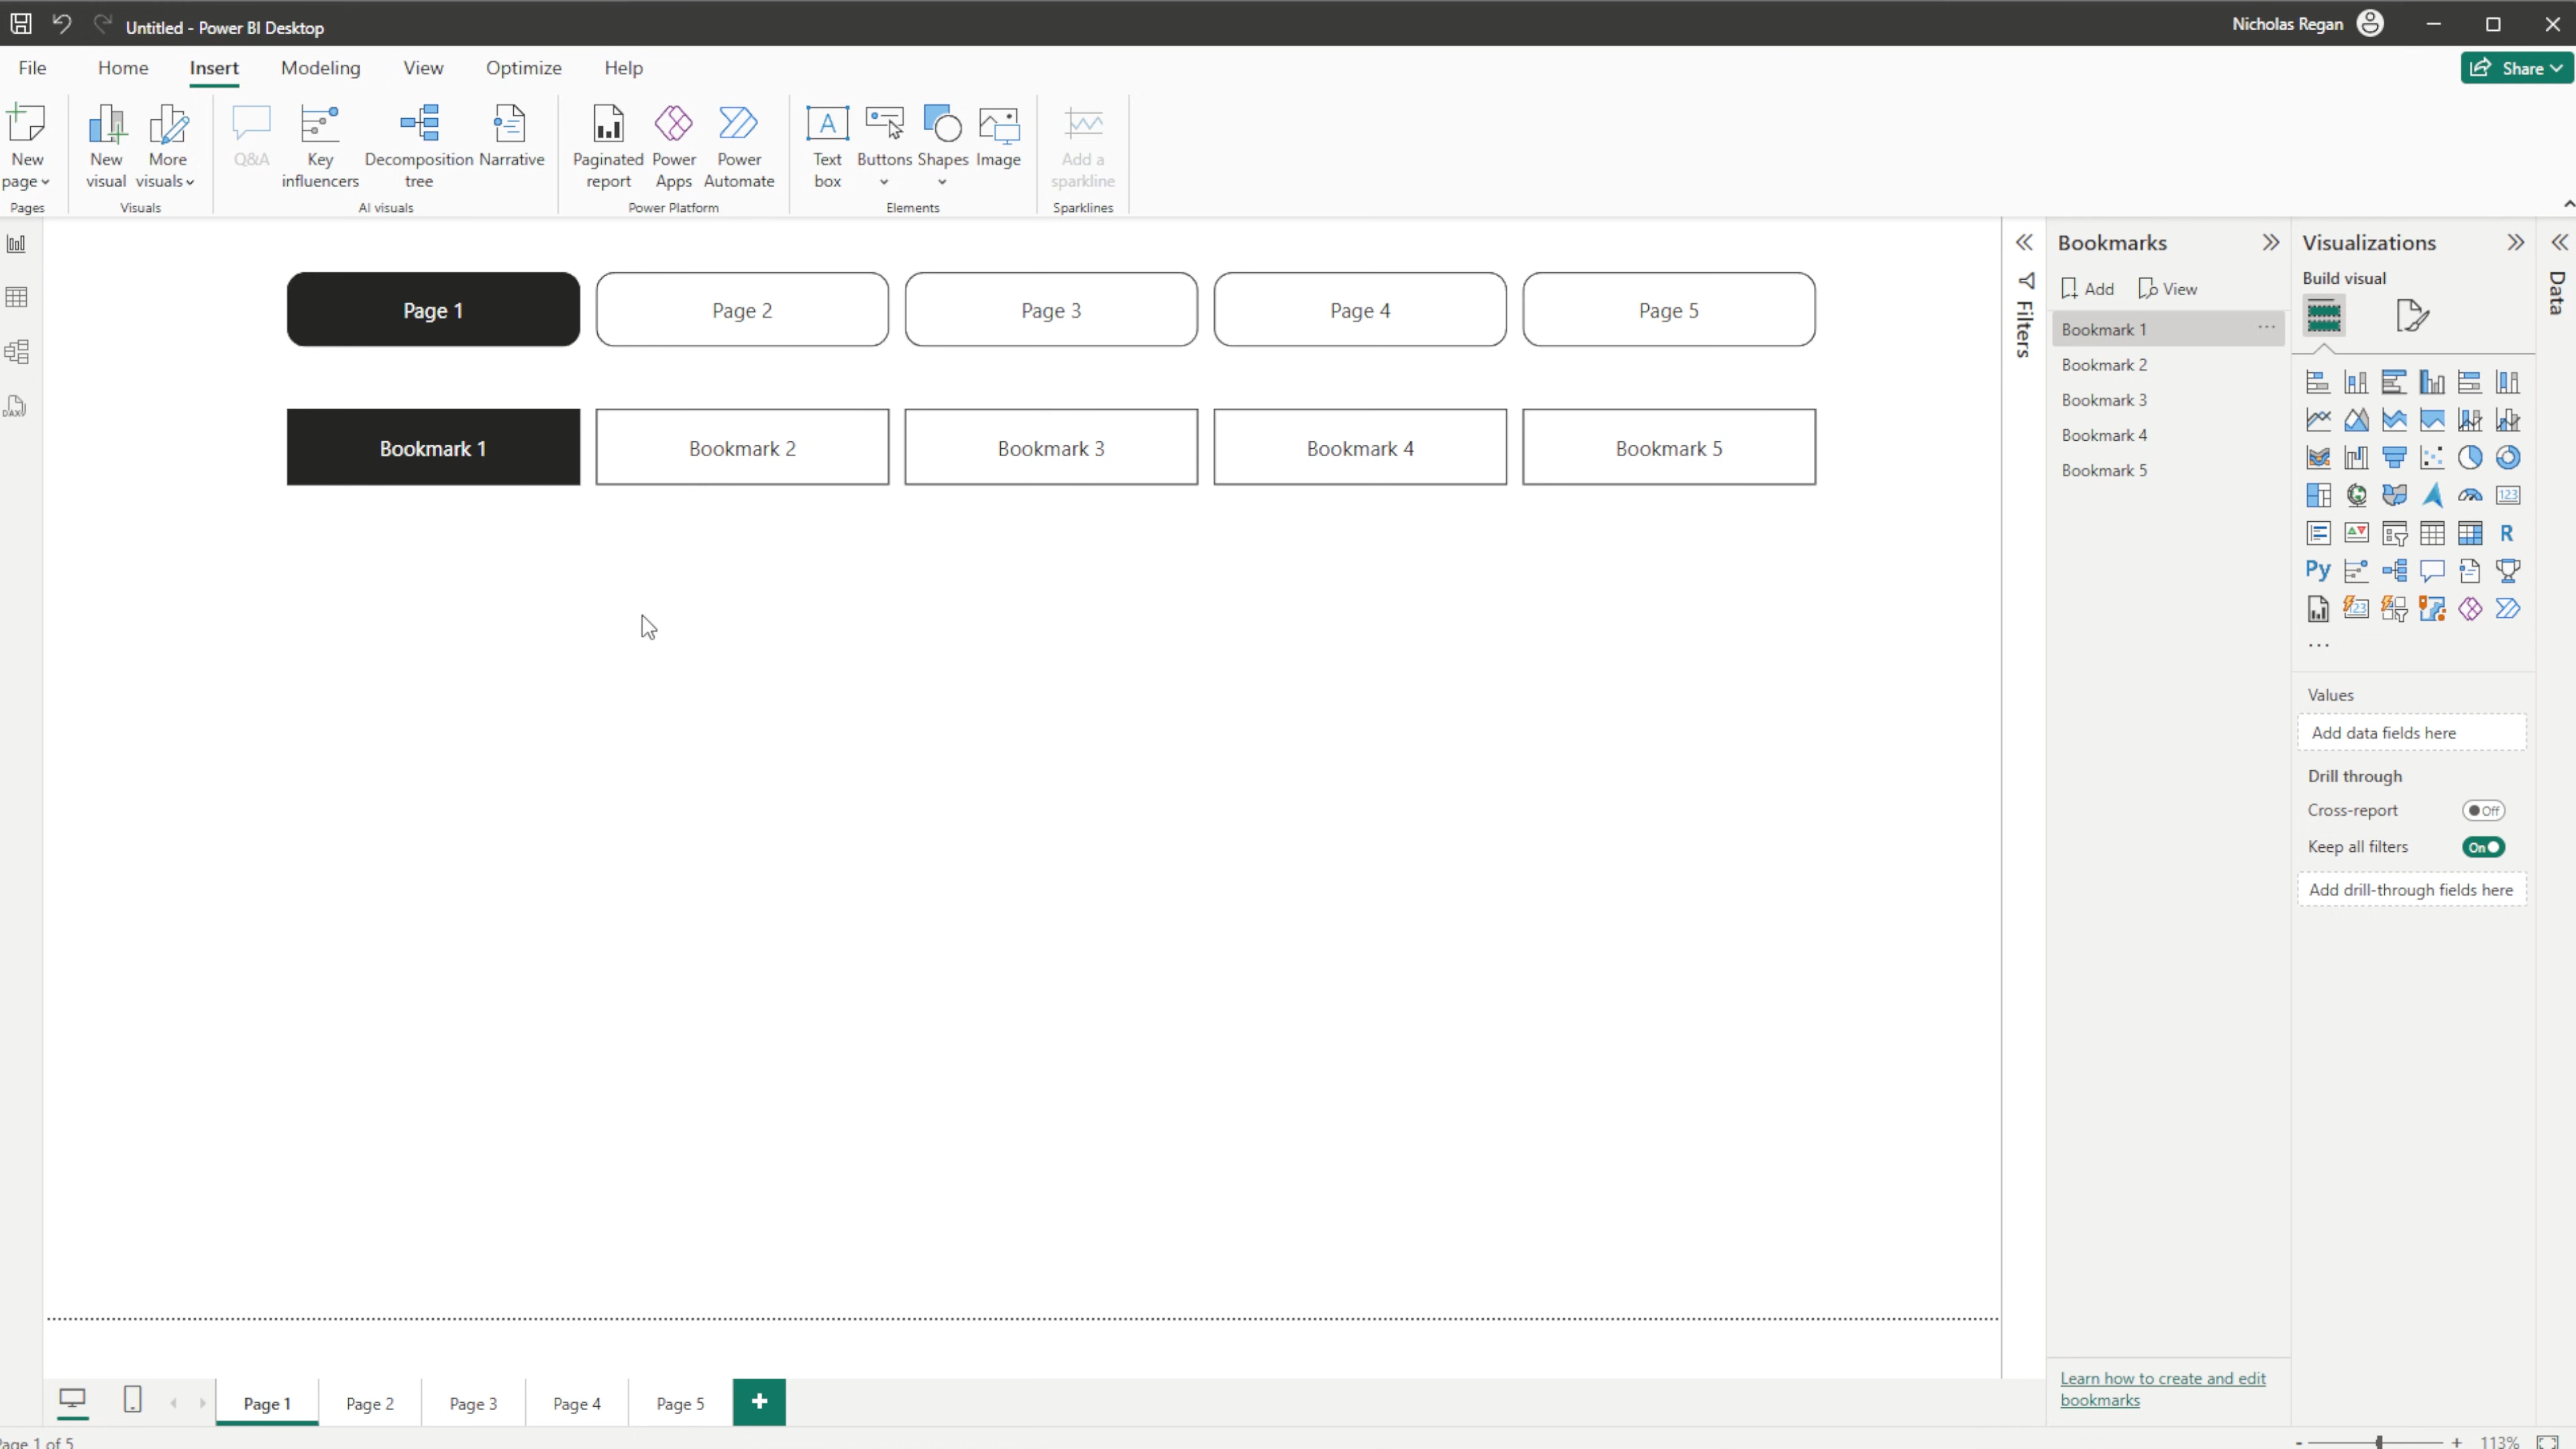 Untitled - Power BI Desktop
Nicholas Regan
File Home Insert Modeling View Optimize Help
Share
New page
New visual
More visuals
Q&A
Key influencers
Decomposition tree
Narrative
Paginated report
Power Apps
Power Automate
Text box
Buttons
Shapes
Image
Add a sparkline
Pages
Visuals
AI visuals
Power Platform
Elements
Sparklines
Page 1
Page 2
Page 3
Page 4
Page 5
Bookmark 1
Bookmark 2
Bookmark 3
Bookmark 4
Bookmark 5
Filters
Bookmarks
Add
View
Bookmark 1
Bookmark 2
Bookmark 3
Bookmark 4
Bookmark 5
Learn how to create and edit
bookmarks
Visualizations
Build visual
123
R
Py
123
Values
Add data fields here
Drill through
Cross-report
Off
Keep all filters
On
Add drill-through fields here
Data
DAX
A
Page 1
Page 2
Page 3
Page 4
Page 5
+
Page 1 of 5
- + 113%